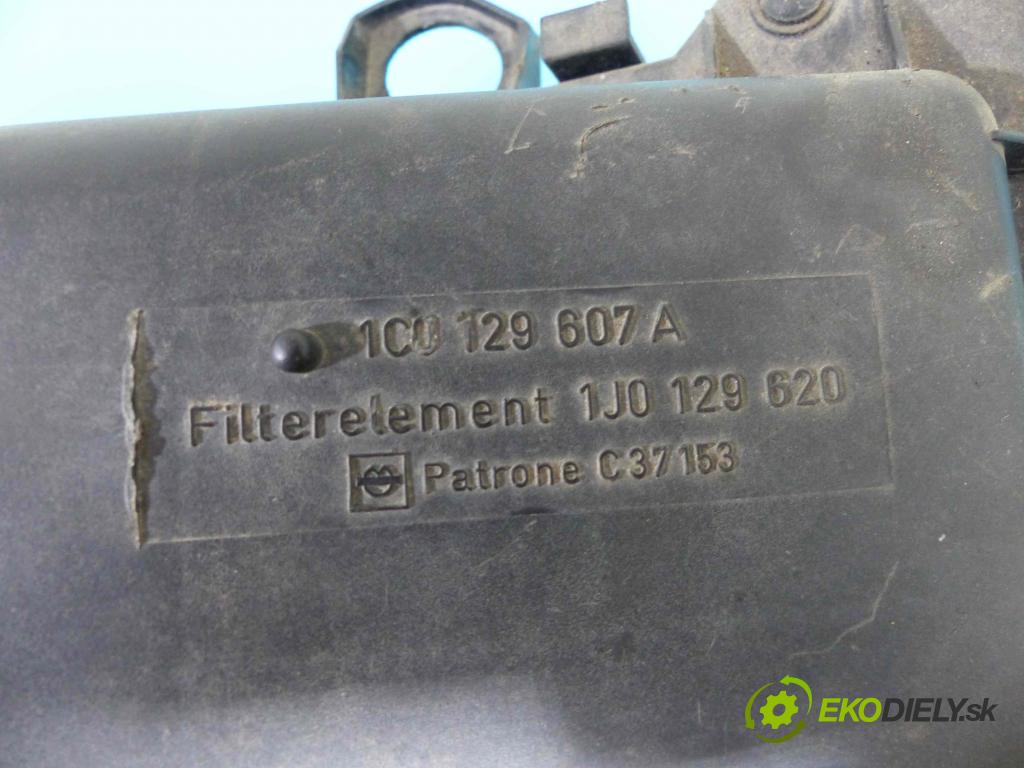 1C0 129 607 A
Filterelement 1J0 129 620
Patrone C 37 153
EKODIELY.sk